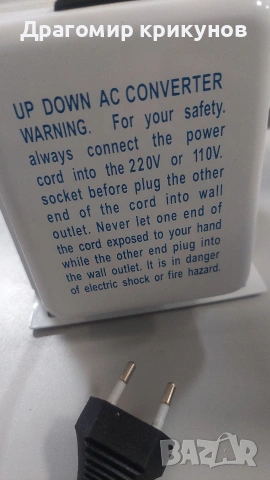 Драгомир крикунов
UP DOWN AC CONVERTER
WARNING. For your safety.
always connect the power
cord into the 220V or 110V.
socket before plug the other
end of the cord into wall
outlet. Never let one end of
the cord exposed to your hand
while the other end plug into
the wall outlet. It is in danger
of electric shock or fire hazard.
BAZAR